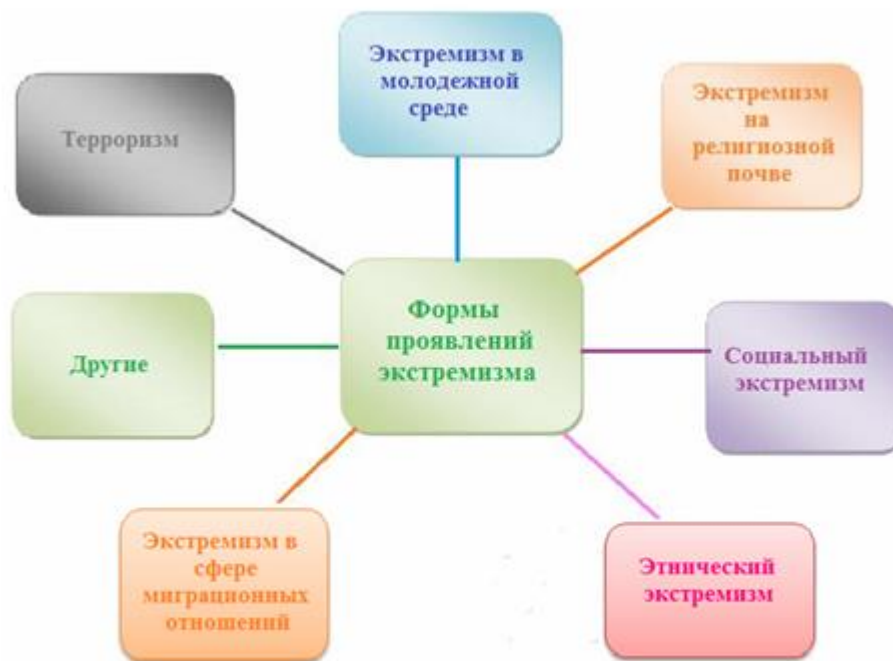 Экстремизм в
молодежной
среде
Терроризм
Экстремизм
на
религиозной
почве
Формы
проявлений
экстремизма
Другие
Социальный
экстремизм
Экстремизм в
сфере
миграционных
отношений
Этнический
экстремизм